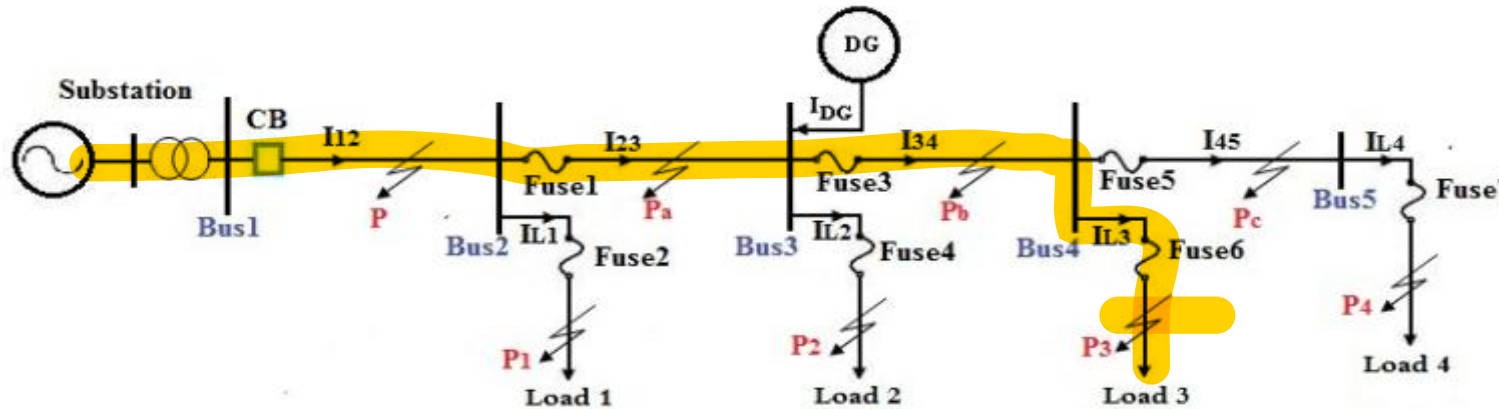 DG
Substation
IDG
CB
I12
I23
I34
I45
IL4
Fuse1
Fuse3
Fuse5
Fuse
P
Pa
Pb
Pc
Bus1
Bus2
Bus3
Bus4
Bus5
IL1
IL2
IL3
Fuse2
Fuse4
Fuse6
P1
P2
P3
P4
Load 1
Load 2
Load 3
Load 4